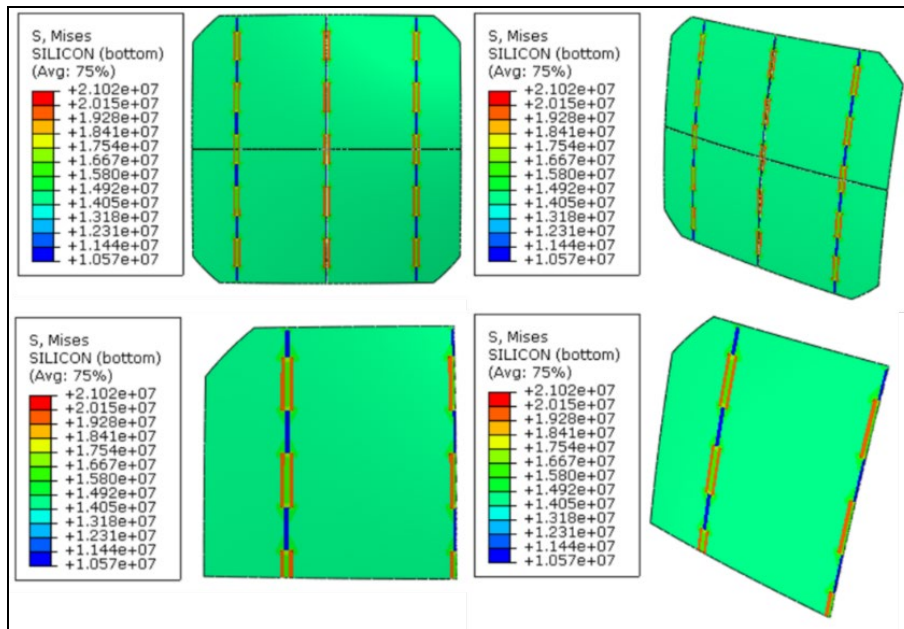 S, Mises
SILICON (bottom)
(Avg: 75%)
+2.102e+07
+2.015e+07
+1.928e+07
+1.841e+07
+1.754e+07
+1.667e+07
+1.580e+07
+1.492e+07
+1.405e+07
+1.318e+07
+1.231e+07
+1.144e+07
+1.057e+07
S, Mises
SILICON (bottom)
(Avg: 75%)
+2.102e+07
+2.015e+07
+1.928e+07
+1.841e+07
+1.754e+07
+1.667e+07
+1.580e+07
+1.492e+07
+1.405e+07
+1.318e+07
+1.231e+07
+1.144e+07
+1.057e+07
S, Mises
SILICON (bottom)
(Avg: 75%)
+2.102e+07
+2.015e+07
+1.928e+07
+1.841e+07
+1.754e+07
+1.667e+07
+1.580e+07
+1.492e+07
+1.405e+07
+1.318e+07
+1.231e+07
+1.144e+07
+1.057e+07
S, Mises
SILICON (bottom)
(Avg: 75%)
+2.102e+07
+2.015e+07
+1.928e+07
+1.841e+07
+1.754e+07
+1.667e+07
+1.580e+07
+1.492e+07
+1.405e+07
+1.318e+07
+1.231e+07
+1.144e+07
+1.057e+07